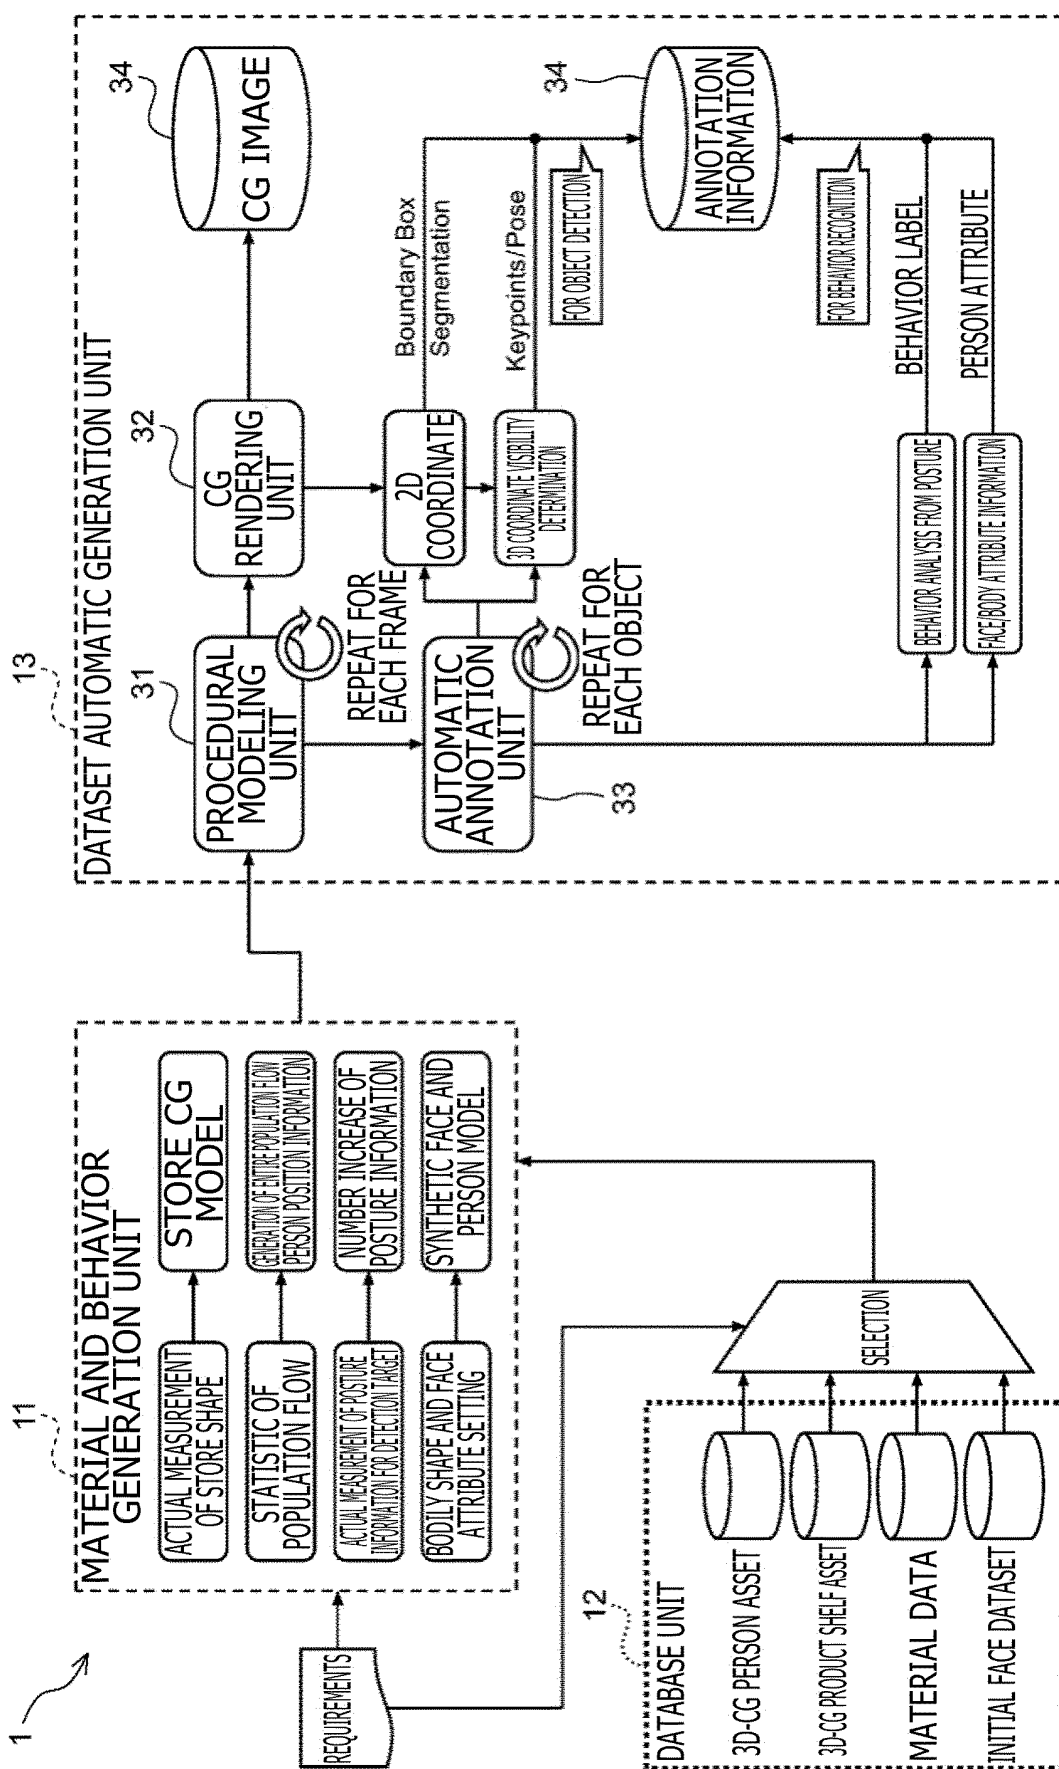 1
REQUIREMENTS
11
MATERIAL AND BEHAVIOR
GENERATION UNIT
ACTUAL MEASUREMENT
OF STORE SHAPE
STORE CG
MODEL
STATISTIC OF
POPULATION FLOW
GENERATION OF ENTIRE POPULATION FLOW
PERSON POSITION INFORMATION
ACTUAL MEASUREMENT OF POSTURE
INFORMATION FOR DETECTION TARGET
NUMBER INCREASE OF
POSTURE INFORMATION
BODILY SHAPE AND FACE
ATTRIBUTE SETTING
SYNTHETIC FACE AND
PERSON MODEL
12
DATABASE UNIT
3D-CG PERSON ASSET
3D-CG PRODUCT SHELF ASSET
MATERIAL DATA
INITIAL FACE DATASET
SELECTION
13
DATASET AUTOMATIC GENERATION UNIT
31
PROCEDURAL
MODELING
UNIT
REPEAT FOR
EACH FRAME
32
CG
RENDERING
UNIT
34
CG IMAGE
33
AUTOMATIC
ANNOTATION
UNIT
REPEAT FOR
EACH OBJECT
2D
COORDINATE
3D COORDINATE VISIBILITY
DETERMINATION
Boundary Box
Segmentation
Keypoints/Pose
FOR OBJECT DETECTION
34
ANNOTATION
INFORMATION
FOR BEHAVIOR RECOGNITION
BEHAVIOR ANALYSIS FROM POSTURE
BEHAVIOR LABEL
FACE/BODY ATTRIBUTE INFORMATION
PERSON ATTRIBUTE